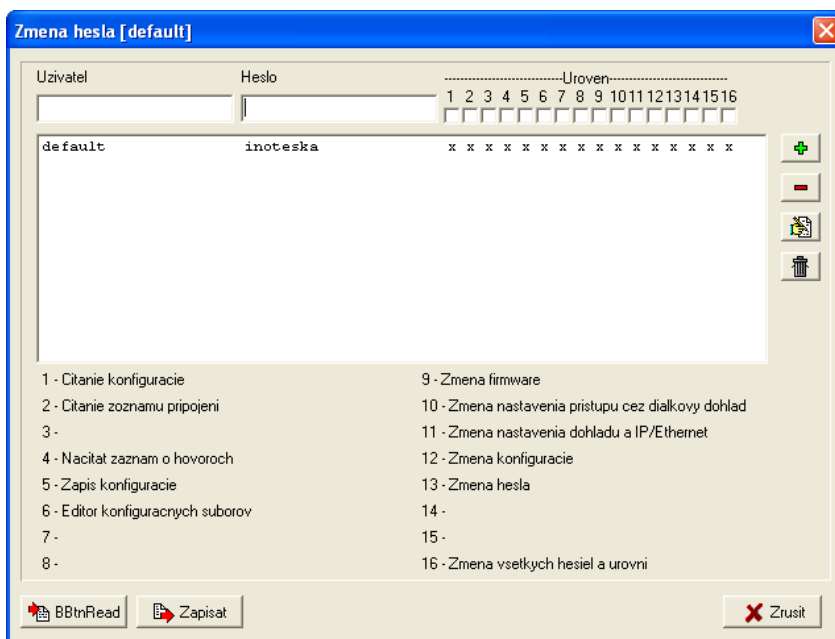 Zmena hesla [default]
Uzivatel Heslo -----------------------------Uroven-----------------------------
1 2 3 4 5 6 7 8 9 10 11 12 13 14 15 16
default inoteska x x x x x x x x x x x x x x x x
1 - Citanie konfiguracie
2 - Citanie zoznamu pripojeni
3 -
4 - Nacitat zaznam o hovoroch
5 - Zapis konfiguracie
6 - Editor konfiguracnych suborov
7 -
8 -
9 - Zmena firmware
10 - Zmena nastavenia pristupu cez dialkovy dohlad
11 - Zmena nastavenia dohladu a IP/Ethernet
12 - Zmena konfiguracie
13 - Zmena hesla
14 -
15 -
16 - Zmena vsetkych hesiel a urovni
BBtnRead Zapisat Zrusit